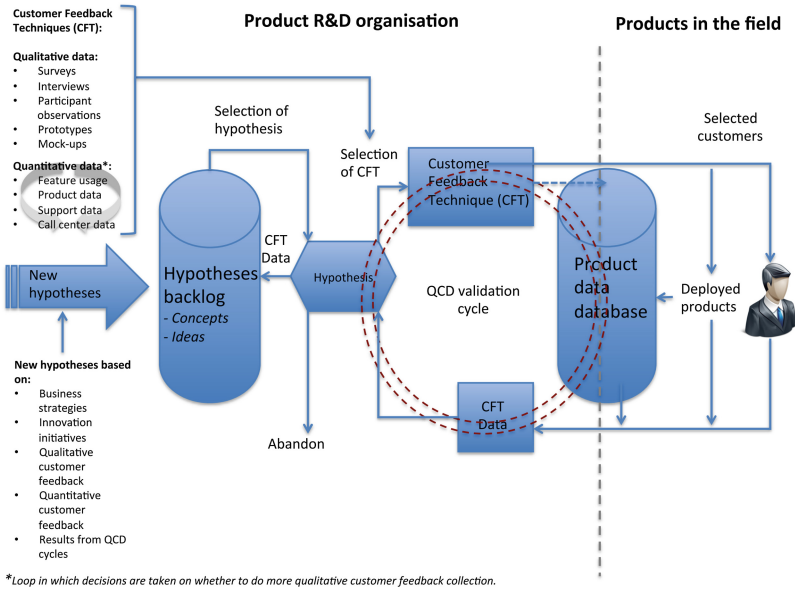 Product R&D organisation
Products in the field
Customer Feedback
Techniques (CFT):
Qualitative data:
• Surveys
• Interviews
• Participant
observations
• Prototypes
• Mock-ups
Quantitative data*:
• Feature usage
• Product data
• Support data
• Call center data
New
hypotheses
New hypotheses based
on:
• Business
strategies
• Innovation
initiatives
• Qualitative
customer
feedback
• Quantitative
customer
feedback
• Results from QCD
cycles
Selection of
hypothesis
Hypotheses
backlog
- Concepts
- Ideas
CFT
Data
Hypothesis
Abandon
Selection
of CFT
Customer
Feedback
Technique (CFT)
QCD validation
cycle
CFT
Data
Product
data
database
Selected
customers
Deployed
products
*Loop in which decisions are taken on whether to do more qualitative customer feedback collection.